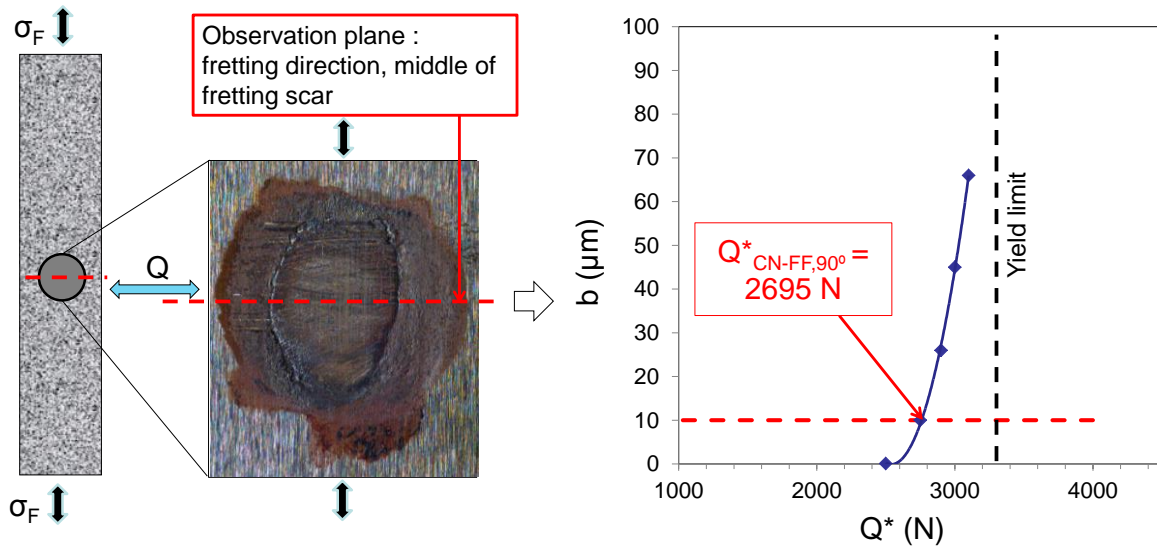 σF
Observation plane :
fretting direction, middle of
fretting scar
Q
σF
100
90
80
70
60
50
40
30
20
10
0
b (µm)
Q*CN-FF,90º =
2695 N
Yield limit
1000
2000
3000
4000
Q* (N)